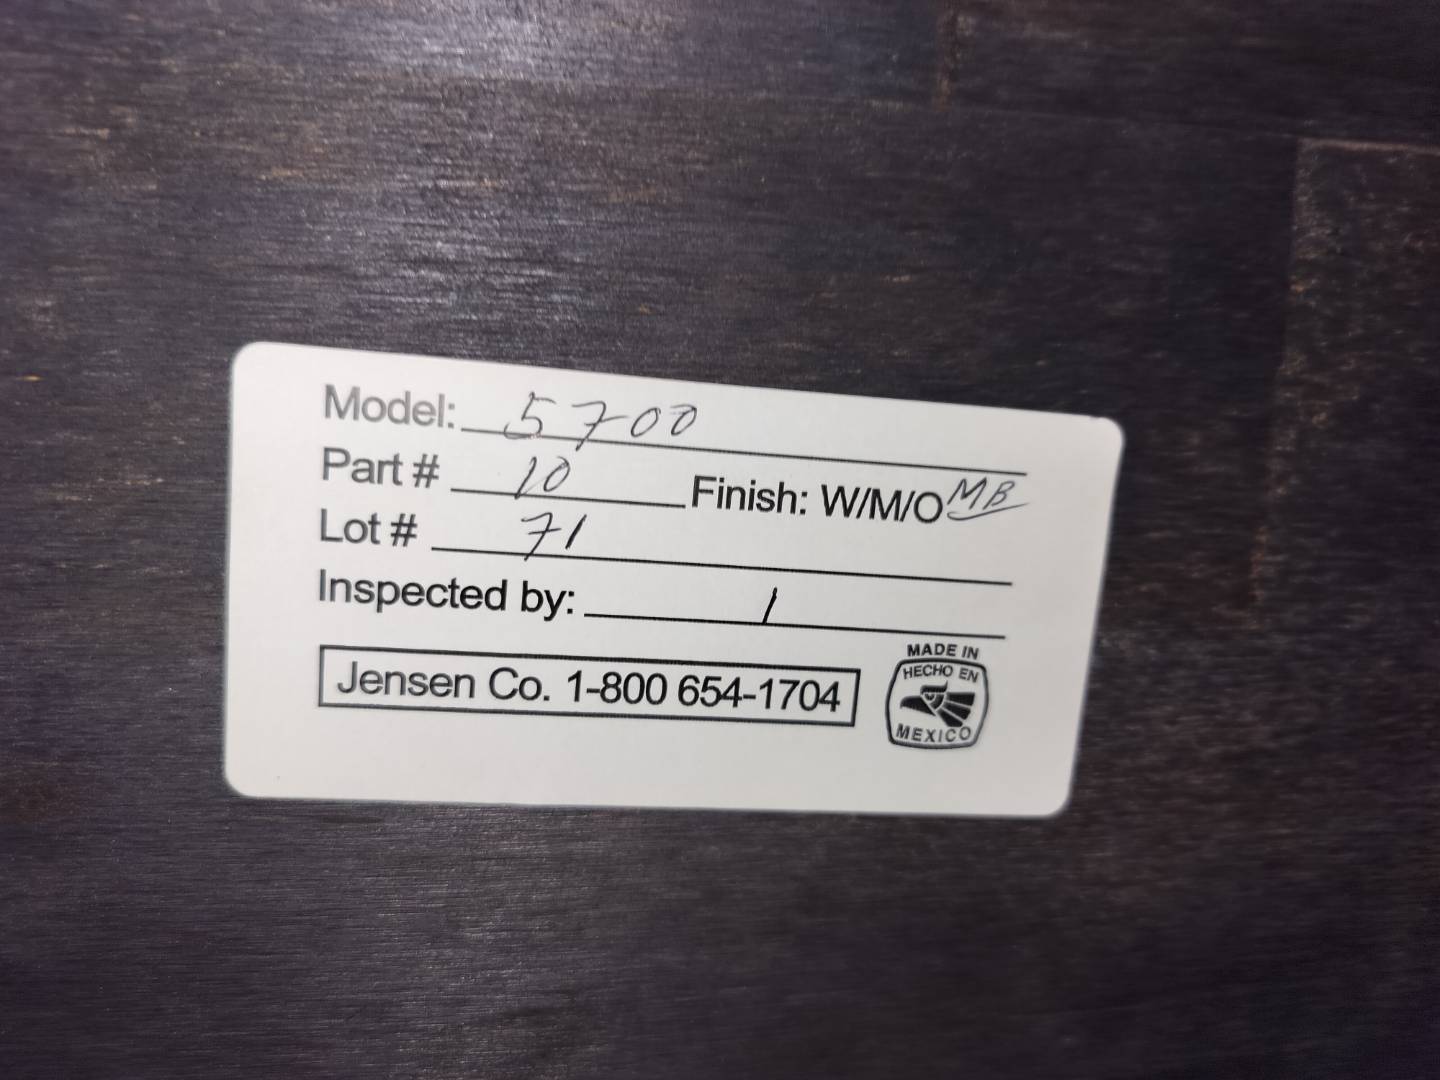 Model: 5700
Part # 10 Finish: W/M/O MB
Lot # 71
Inspected by: 1
Jensen Co. 1-800 654-1704
MADE IN
HECHO EN
MEXICO